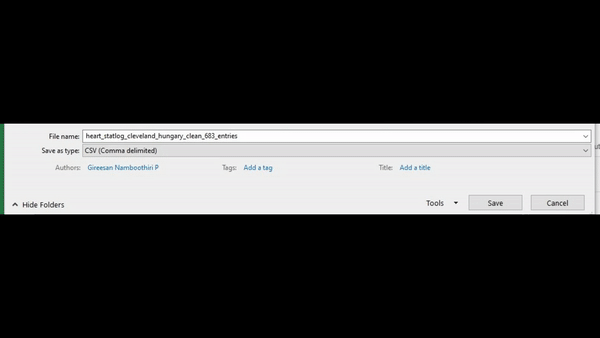 File name: heart_statlog_cleveland_hungary_clean_683_entries
Save as type: CSV (Comma delimited)
Authors: Gireesan Namboothiri P Tags: Add a tag Title: Add a title
Hide Folders Tools Save Cancel